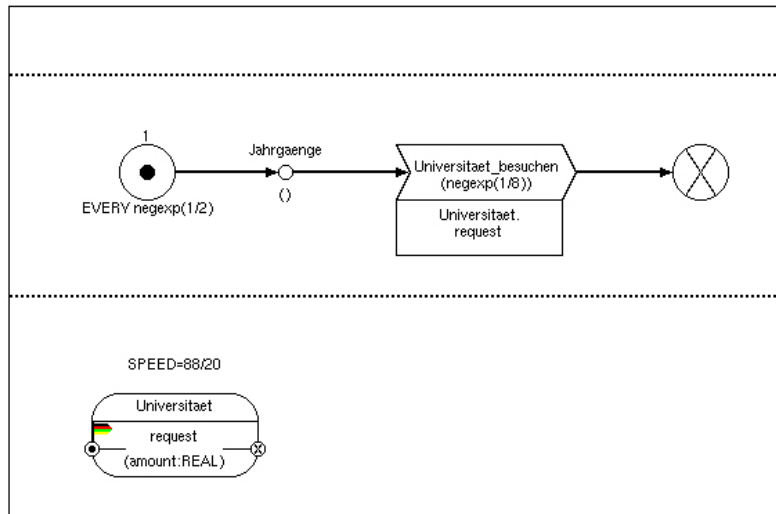 1
Jahrgaenge
Universitaet_besuchen
(negexp(1/8))
EVERY negexp(1/2)
()
Universitaet.
request
SPEED=88/20
Universitaet
request
(amount:REAL)